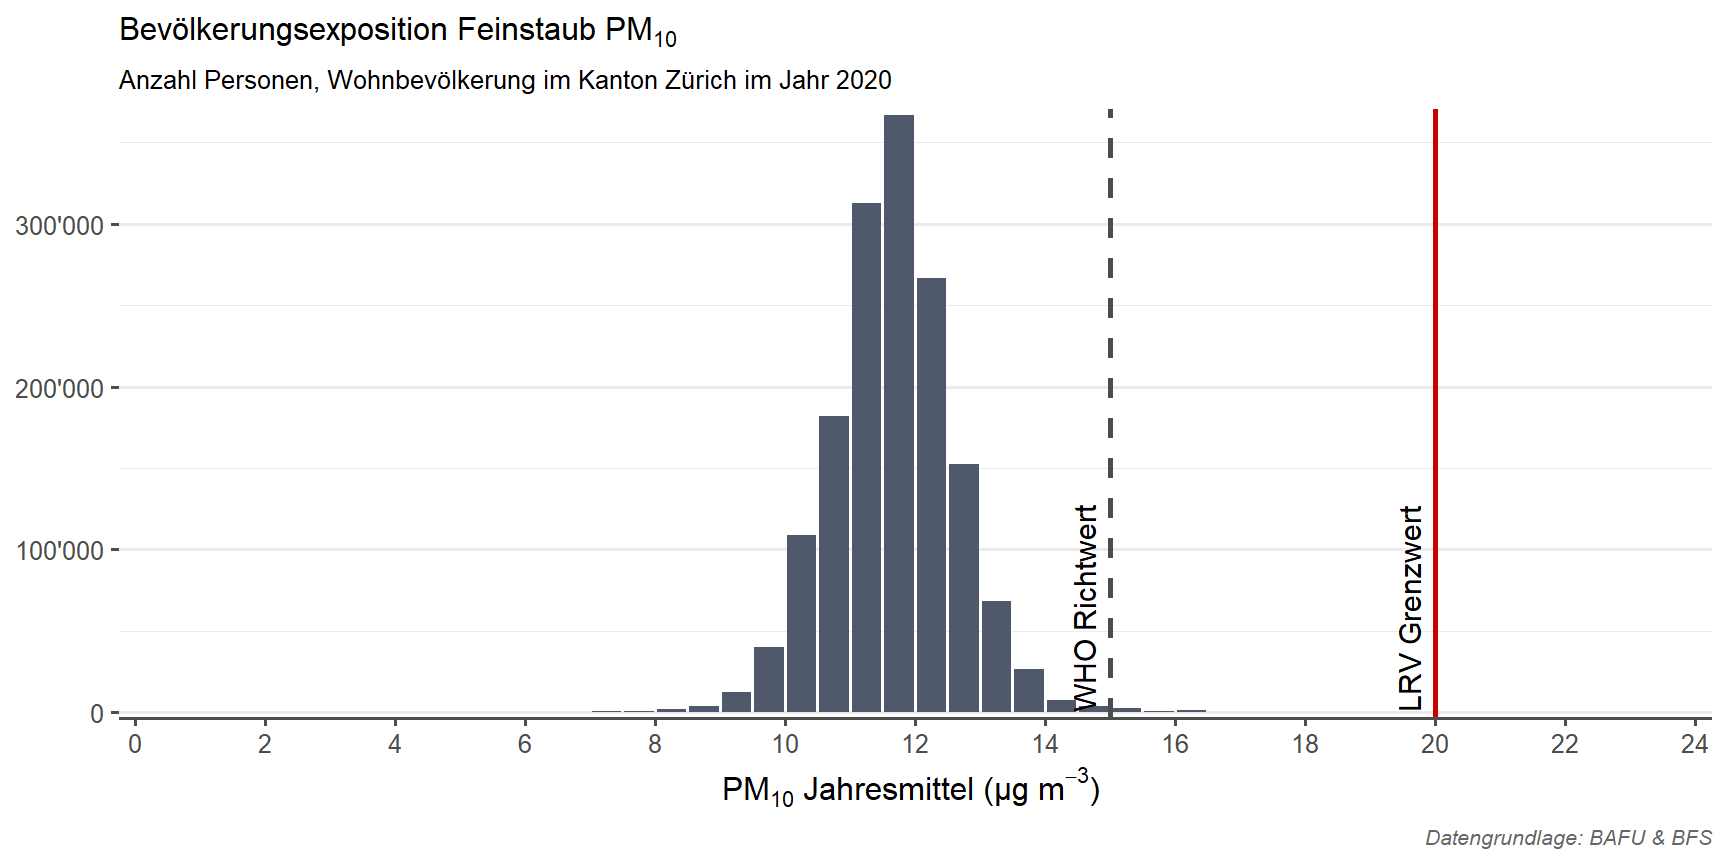 Bevölkerungsexposition Feinstaub PM₁₀
Anzahl Personen, Wohnbevölkerung im Kanton Zürich im Jahr 2020
300'000
200'000
100'000
0
WHO Richtwert
LRV Grenzwert
0 2 4 6 8 10 12 14 16 18 20 22 24
PM₁₀ Jahresmittel (µg m⁻³)
Datengrundlage: BAFU & BFS